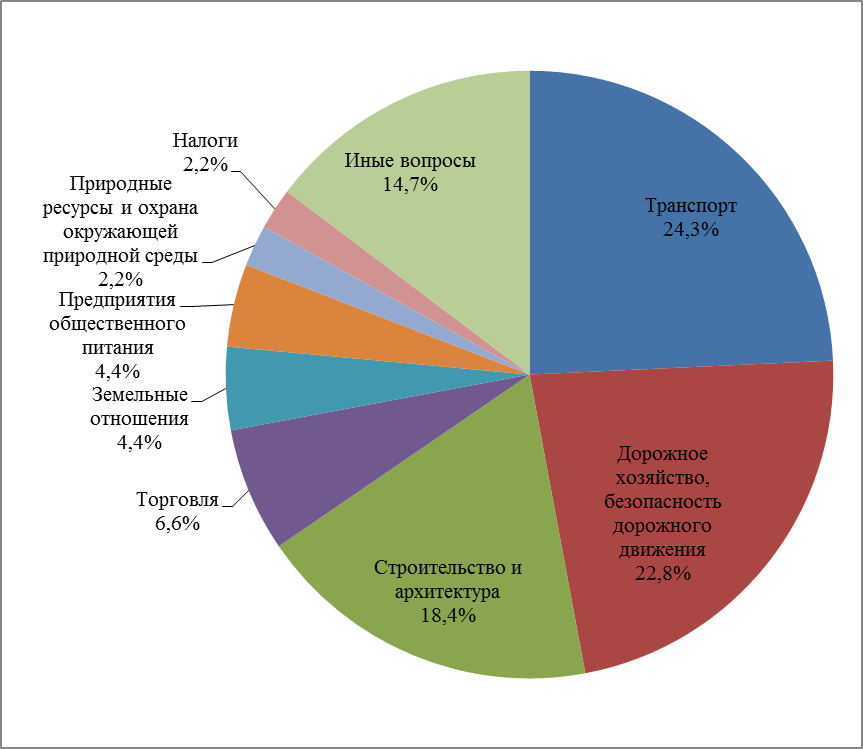 Налоги
2,2%
Природные
ресурсы и охрана
окружающей
природной среды
2,2%
Предприятия
общественного
питания
4,4%
Земельные
отношения
4,4%
Торговля
6,6%
Иные вопросы
14,7%
Транспорт
24,3%
Дорожное
хозяйство,
безопасность
дорожного
движения
22,8%
Строительство и
архитектура
18,4%